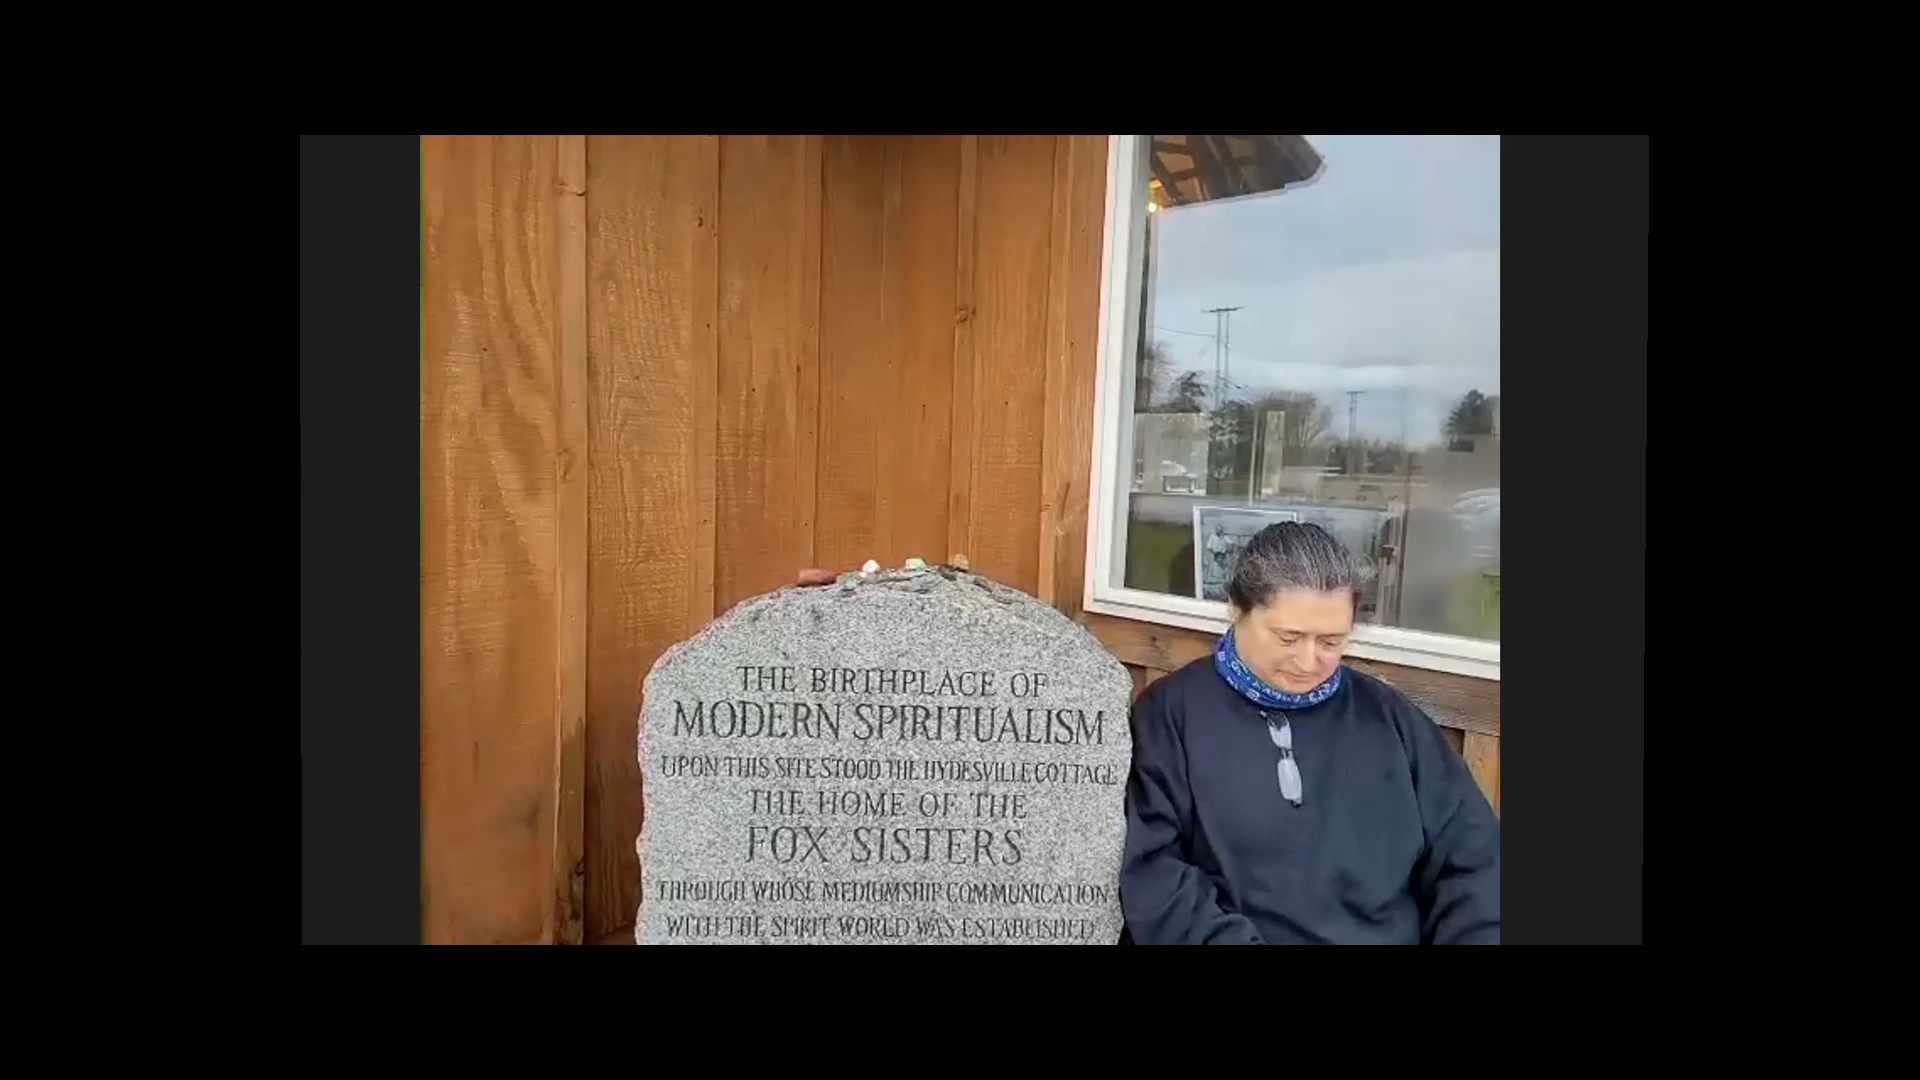 THE BIRTHPLACE OF
MODERN SPIRITUALISM
UPON THIS SITE STOOD THE HYDESVILLE COTTAGE
THE HOME OF THE
FOX SISTERS
THROUGH WHOSE MEDIUMSHIP COMMUNICATION
WITH THE SPIRIT WORLD WAS ESTABLISHED